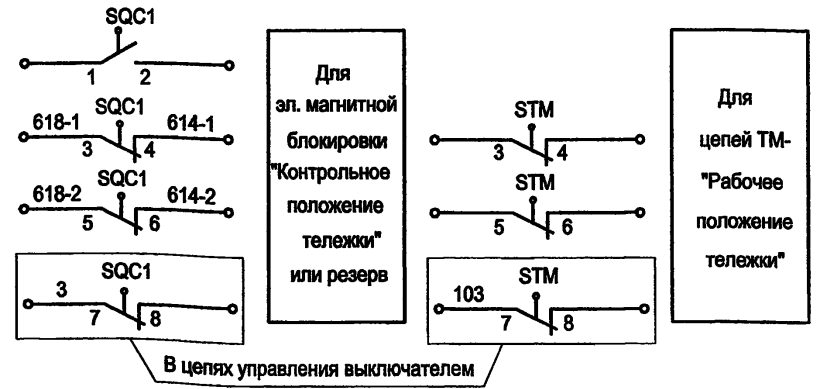 SQC1
1 2
SQC1
618-1 614-1
3 4
SQC1
618-2 614-2
5 6
SQC1
3
7 8
Для
эл. магнитной
блокировки
"Контрольное
положение
тележки"
или резерв
STM
3 4
STM
5 6
STM
103
7 8
Для
цепей ТМ-
"Рабочее
положение
тележки"
В цепях управления выключателем